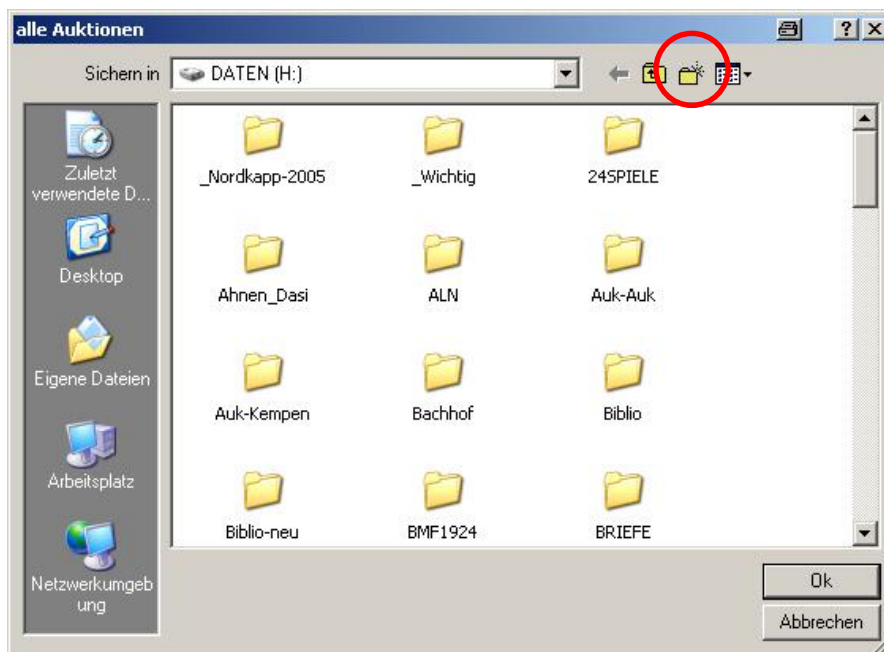 alle Auktionen
?
Sichern in
DATEN (H:)
Zuletzt
verwendete D...
Desktop
Eigene Dateien
Arbeitsplatz
Netzwerkumgeb
ung
_Nordkapp-2005
_Wichtig
24SPIELE
Ahnen_Dasi
ALN
Auk-Auk
Auk-Kempen
Bachhof
Biblio
Biblio-neu
BMF1924
BRIEFE
Ok
Abbrechen